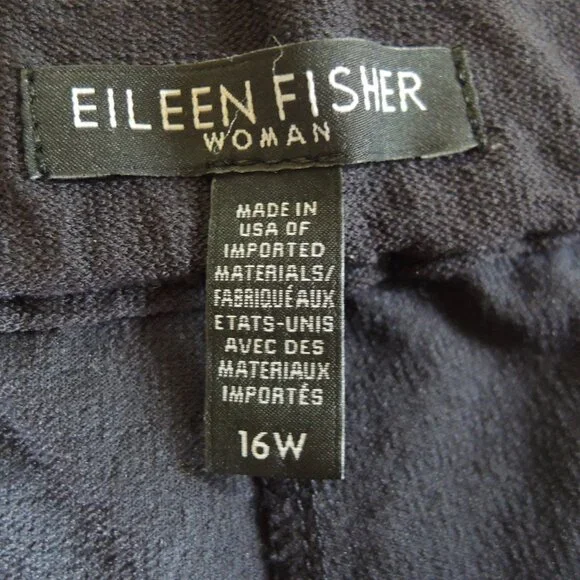 EILEEN FISHER
WOMAN
MADE IN
USA OF
IMPORTED
MATERIALS/
FABRIQUÉ AUX
ETATS-UNIS
AVEC DES
MATERIAUX
IMPORTÉS
16W